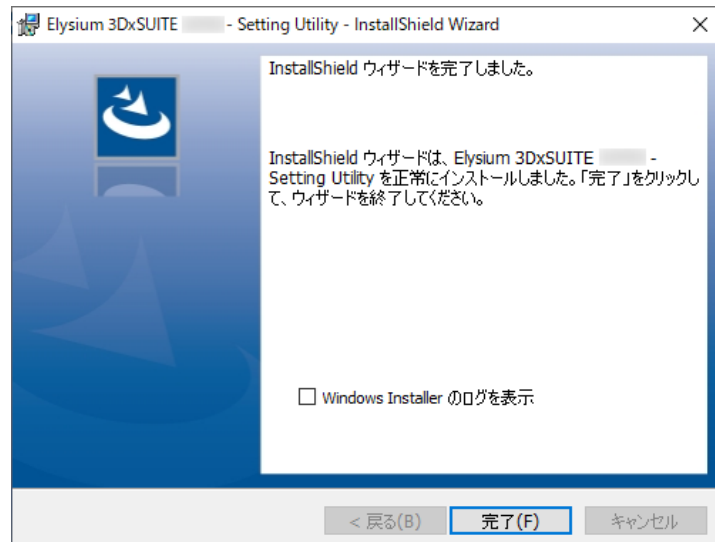 Elysium 3DxSUITE - Setting Utility - InstallShield Wizard
InstallShield ウィザードを完了しました。
InstallShield ウィザードは、Elysium 3DxSUITE -
Setting Utility を正常にインストールしました。「完了」をクリックし
て、ウィザードを終了してください。
Windows Installer のログを表示
< 戻る(B) 完了(F) キャンセル